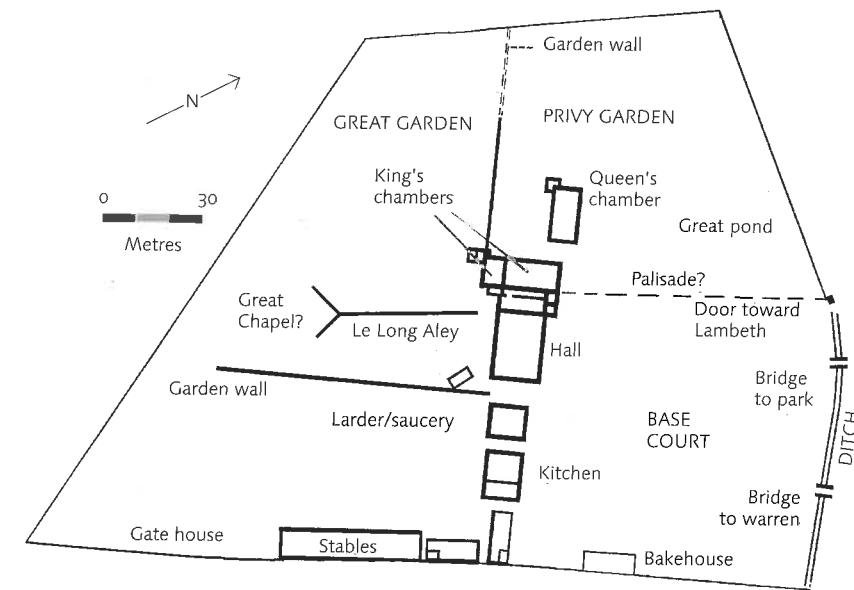 Garden wall
N
GREAT GARDEN
PRIVY GARDEN
King's
chambers
Queen's
chamber
0 30
Metres
Great pond
Palisade?
Great
Chapel?
Le Long Aley
Door toward
Lambeth
Hall
Garden wall
Bridge
to park
Larder/saucery
BASE
COURT
DITCH
Kitchen
Bridge
to warren
Gate house
Stables
Bakehouse